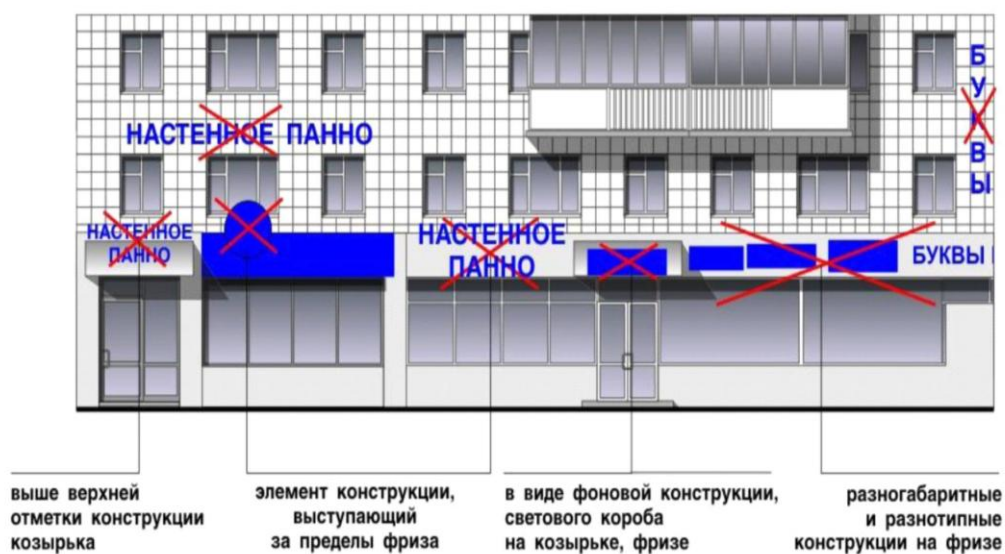 НАСТЕННОЕ ПАННО
БУКВЫ
НАСТЕННОЕ
ПАННО
НАСТЕННОЕ
ПАННО
БУКВЫ
выше верхней
отметки конструкции
козырька
элемент конструкции,
выступающий
за пределы фриза
в виде фоновой конструкции,
светового короба
на козырьке, фризе
разногабаритные
и разнотипные
конструкции на фризе